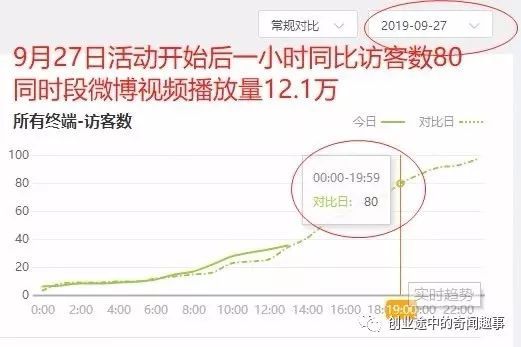 常规对比
2019-09-27
9月27日活动开始后一小时同比访客数80
同时段微博视频播放量12.1万
所有终端-访客数
今日
对比日
100
80
60
40
20
0
00:00-19:59
对比日: 80
0:00 2:00 4:00 6:00 8:00 10:00 12:00 14:00 16:00 18:00 19:00 22:00
实时趋势
创业途中的奇闻趣事